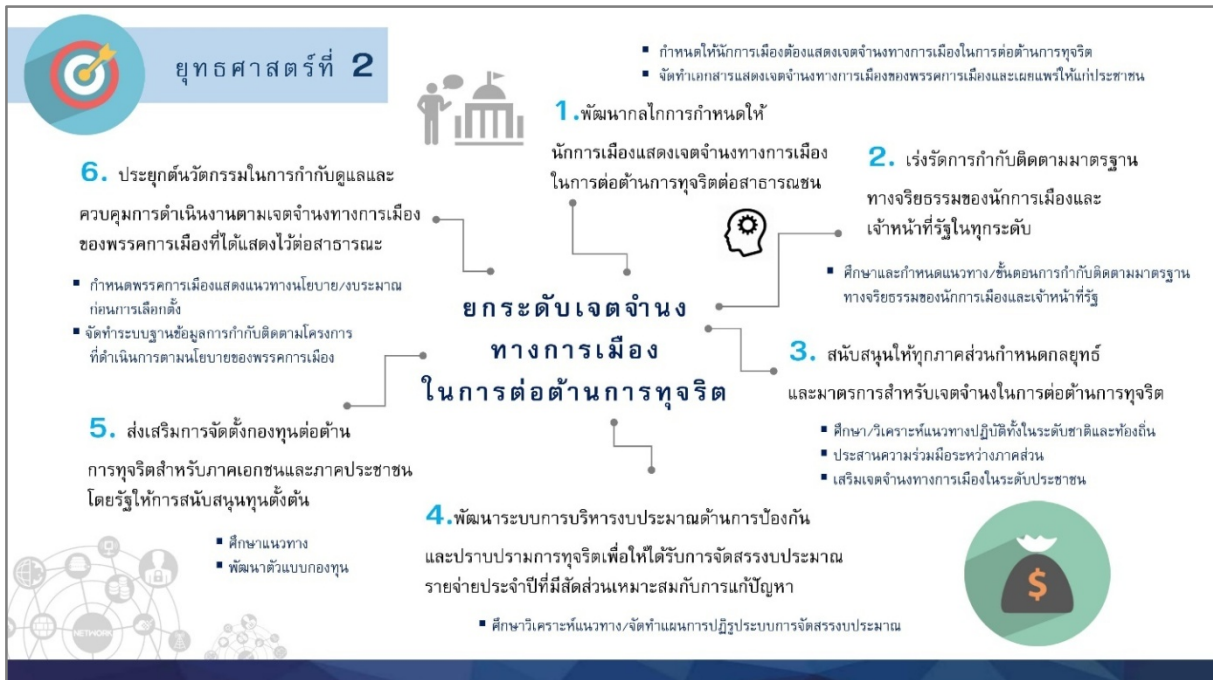 ยุทธศาสตร์ที่ 2
▪ กำหนดให้นักการเมืองต้องแสดงเจตจำนงทางการเมืองในการต่อต้านการทุจริต
▪ จัดทำเอกสารแสดงเจตจำนงทางการเมืองของพรรคการเมืองและเผยแพร่ให้แก่ประชาชน
1.พัฒนากลไกการกำหนดให้
นักการเมืองแสดงเจตจำนงทางการเมือง
ในการต่อต้านการทุจริตต่อสาธารณชน
2. เร่งรัดการกำกับติดตามมาตรฐาน
ทางจริยธรรมของนักการเมืองและ
เจ้าหน้าที่รัฐในทุกระดับ
▪ ศึกษาและกำหนดแนวทาง/ขั้นตอนการกำกับติดตามมาตรฐาน
ทางจริยธรรมของนักการเมืองและเจ้าหน้าที่รัฐ
3. สนับสนุนให้ทุกภาคส่วนกำหนดกลยุทธ์
และมาตรการสำหรับเจตจำนงในการต่อต้านการทุจริต
▪ ศึกษา/วิเคราะห์แนวทางปฏิบัติทั้งในระดับชาติและท้องถิ่น
▪ ประสานความร่วมมือระหว่างภาคส่วน
▪ เสริมเจตจำนงทางการเมืองในระดับประชาชน
4.พัฒนาระบบการบริหารงบประมาณด้านการป้องกัน
และปราบปรามการทุจริตเพื่อให้ได้รับการจัดสรรงบประมาณ
รายจ่ายประจำปีที่มีสัดส่วนเหมาะสมกับการแก้ปัญหา
▪ ศึกษาวิเคราะห์แนวทาง/จัดทำแผนการปฏิรูประบบการจัดสรรงบประมาณ
5. ส่งเสริมการจัดตั้งกองทุนต่อต้าน
การทุจริตสำหรับภาคเอกชนและภาคประชาชน
โดยรัฐให้การสนับสนุนทุนตั้งต้น
▪ ศึกษาแนวทาง
▪ พัฒนาตัวแบบกองทุน
6. ประยุกต์นวัตกรรมในการกำกับดูแลและ
ควบคุมการดำเนินงานตามเจตจำนงทางการเมือง
ของพรรคการเมืองที่ได้แสดงไว้ต่อสาธารณะ
▪ กำหนดพรรคการเมืองแสดงแนวทางนโยบาย/งบประมาณ
ก่อนการเลือกตั้ง
▪ จัดทำระบบฐานข้อมูลการกำกับติดตามโครงการ
ที่ดำเนินการตามนโยบายของพรรคการเมือง
ยกระดับเจตจำนง
ทางการเมือง
ในการต่อต้านการทุจริต
NETWORK
$